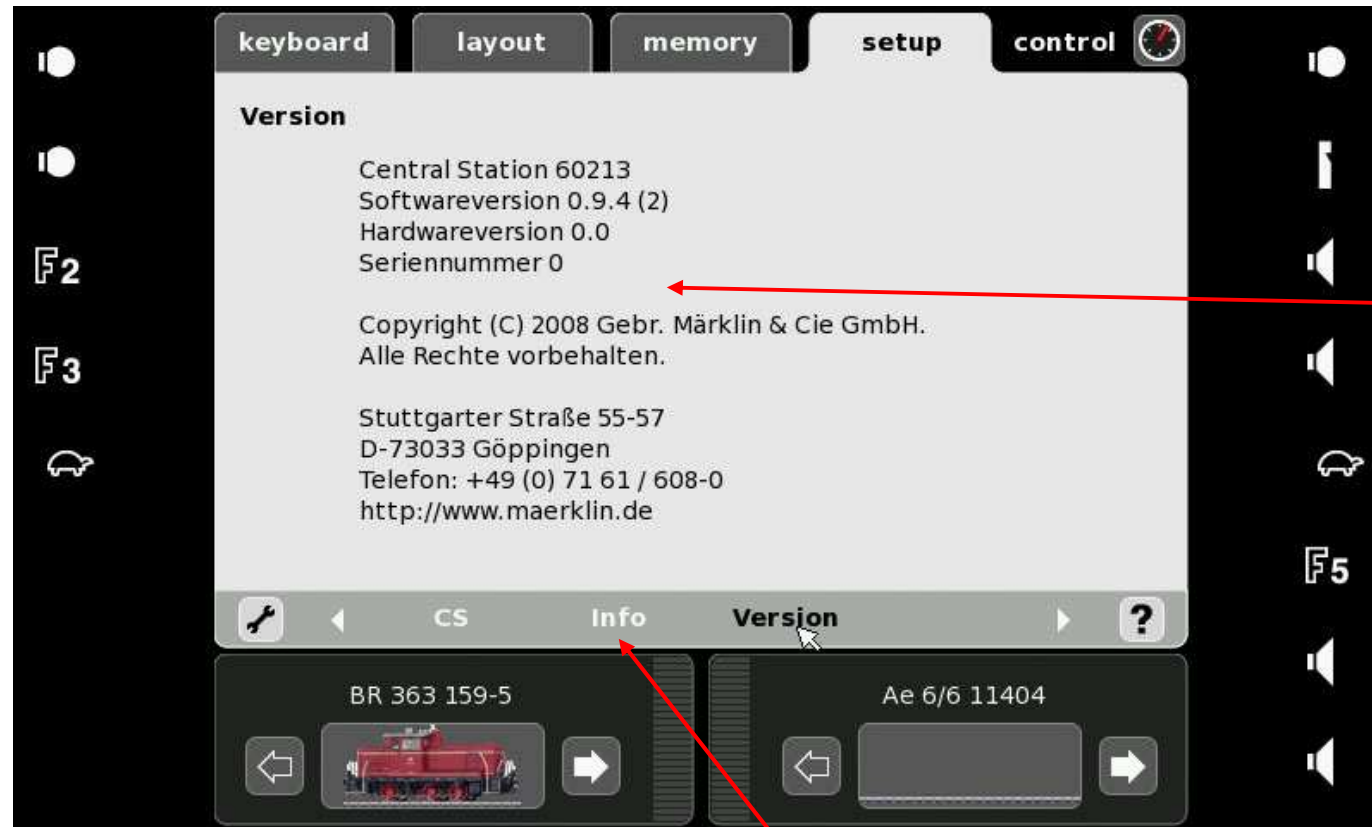 keyboard layout memory setup control
Version
Central Station 60213
Softwareversion 0.9.4 (2)
Hardwareversion 0.0
Seriennummer 0
Copyright (C) 2008 Gebr. Märklin & Cie GmbH.
Alle Rechte vorbehalten.
Stuttgarter Straße 55-57
D-73033 Göppingen
Telefon: +49 (0) 71 61 / 608-0
http://www.maerklin.de
F2
F3
F5
CS Info Version ?
BR 363 159-5
Ae 6/6 11404